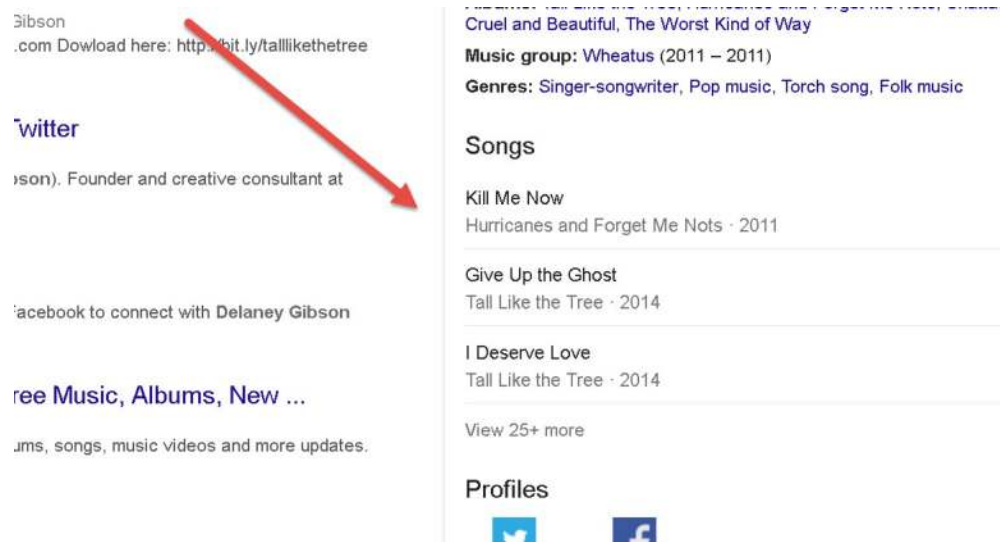 Gibson
.com Dowload here: http://bit.ly/talllikethetree
Twitter
Founder and creative consultant at
Facebook to connect with Delaney Gibson
Music, Albums, New ...
songs, music videos and more updates.
Cruel and Beautiful, The Worst Kind of Way
Music group: Wheatus (2011 – 2011)
Genres: Singer-songwriter, Pop music, Torch song, Folk music
Songs
Kill Me Now
Hurricanes and Forget Me Nots · 2011
Give Up the Ghost
Tall Like the Tree · 2014
I Deserve Love
Tall Like the Tree · 2014
View 25+ more
Profiles